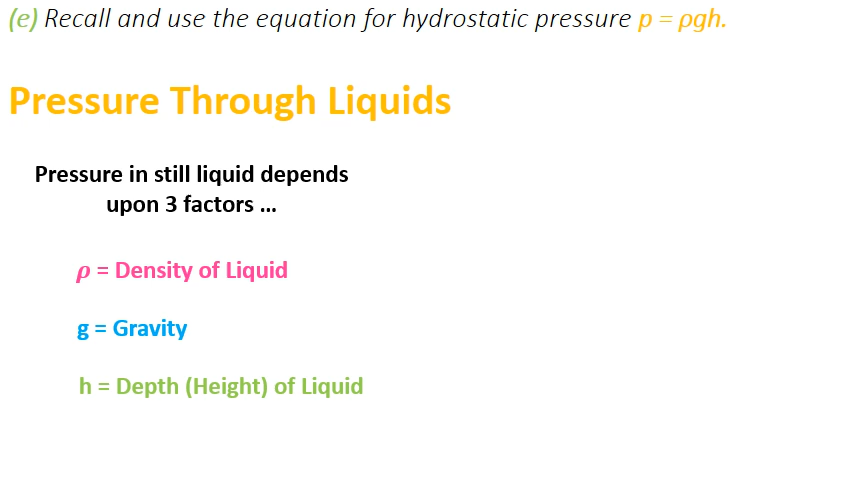 (e) Recall and use the equation for hydrostatic pressure p = ρgh.
Pressure Through Liquids
Pressure in still liquid depends
upon 3 factors ...
ρ = Density of Liquid
g = Gravity
h = Depth (Height) of Liquid